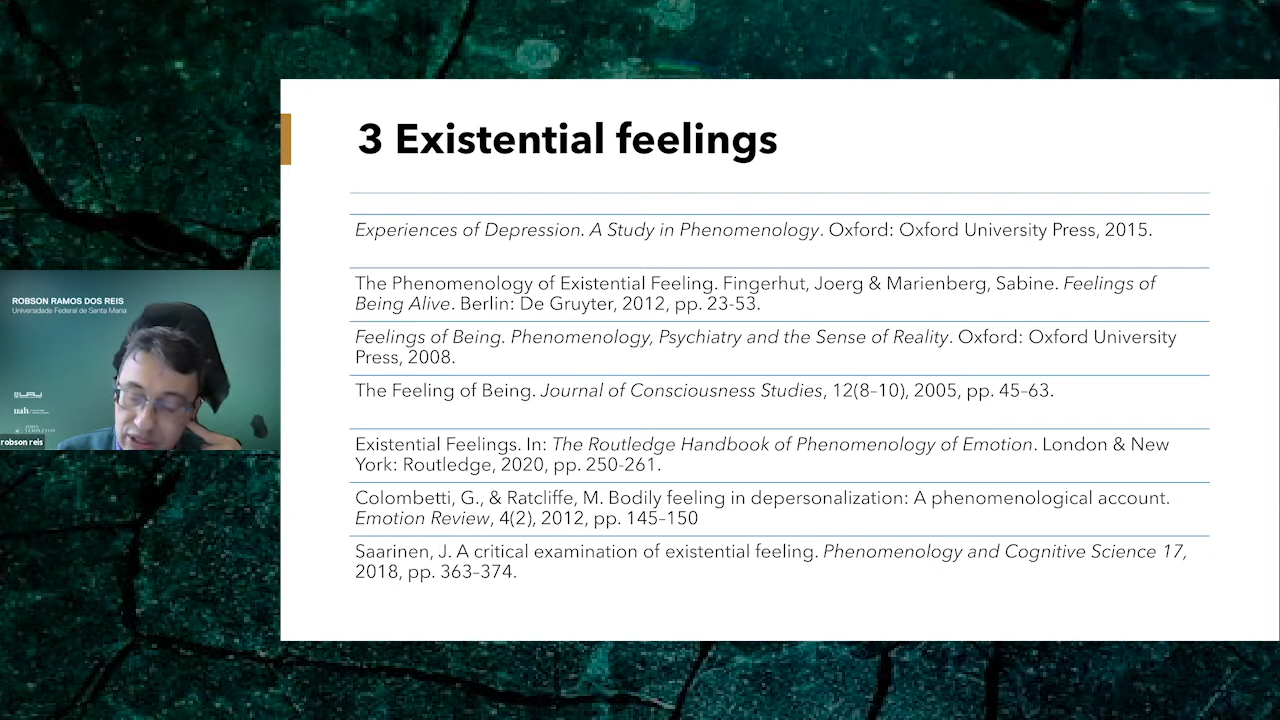 3 Existential feelings
Experiences of Depression. A Study in Phenomenology. Oxford: Oxford University Press, 2015.
The Phenomenology of Existential Feeling. Fingerhut, Joerg & Marienberg, Sabine. Feelings of
Being Alive. Berlin: De Gruyter, 2012, pp. 23-53.
Feelings of Being. Phenomenology, Psychiatry and the Sense of Reality. Oxford: Oxford University
Press, 2008.
The Feeling of Being. Journal of Consciousness Studies, 12(8–10), 2005, pp. 45–63.
Existential Feelings. In: The Routledge Handbook of Phenomenology of Emotion. London & New
York: Routledge, 2020, pp. 250-261.
Colombetti, G., & Ratcliffe, M. Bodily feeling in depersonalization: A phenomenological account.
Emotion Review, 4(2), 2012, pp. 145–150
Saarinen, J. A critical examination of existential feeling. Phenomenology and Cognitive Science 17,
2018, pp. 363–374.
ROBSON RAMOS DOS REIS
Universidade Federal de Santa Maria
uah
JOHN
TEMPLETON
robson reis